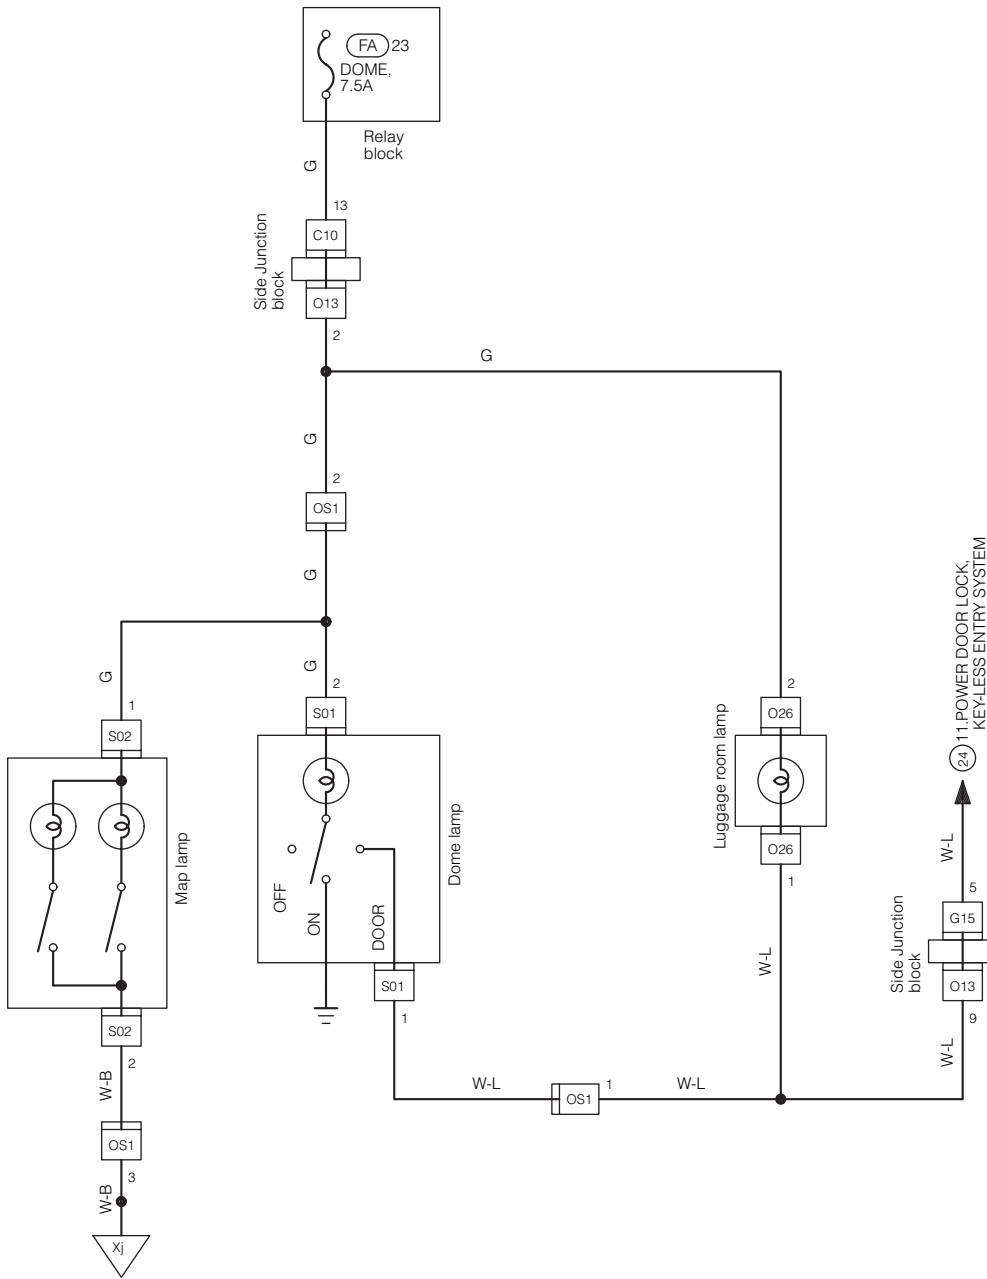 FA 23
DOME,
7.5A
Relay
block
G
13
C10
Side Junction
block
O13
2
G
G
2
OS1
G
G
G
2
S01
1
S02
Map lamp
S02
2
W-B
OS1
3
W-B
Xj
OFF
ON
DOOR
Dome lamp
S01
1
W-L
OS1
1
W-L
2
O26
Luggage room lamp
O26
1
W-L
24
11.POWER DOOR LOCK,
KEY-LESS ENTRY SYSTEM
W-L
5
G15
Side Junction
block
O13
9
W-L